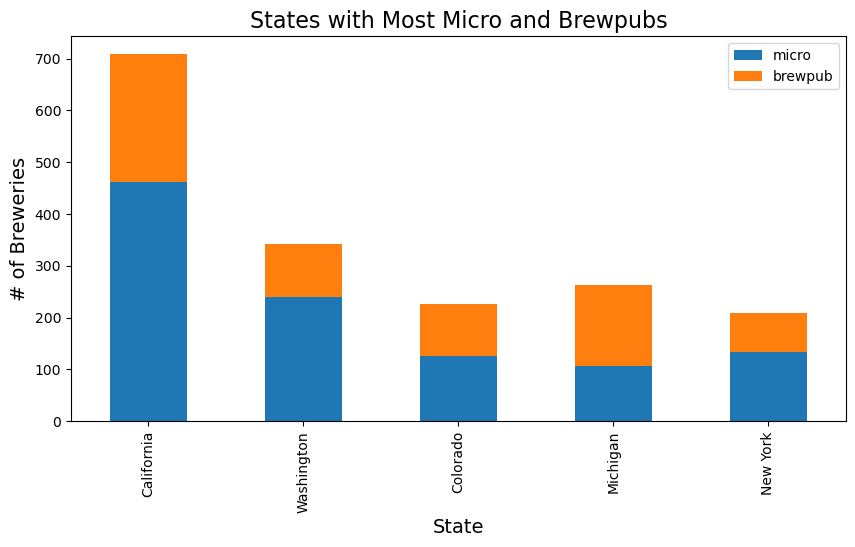 States with Most Micro and Brewpubs
micro
brewpub
# of Breweries
700
600
500
400
300
200
100
0
California
Washington
Colorado
Michigan
New York
State